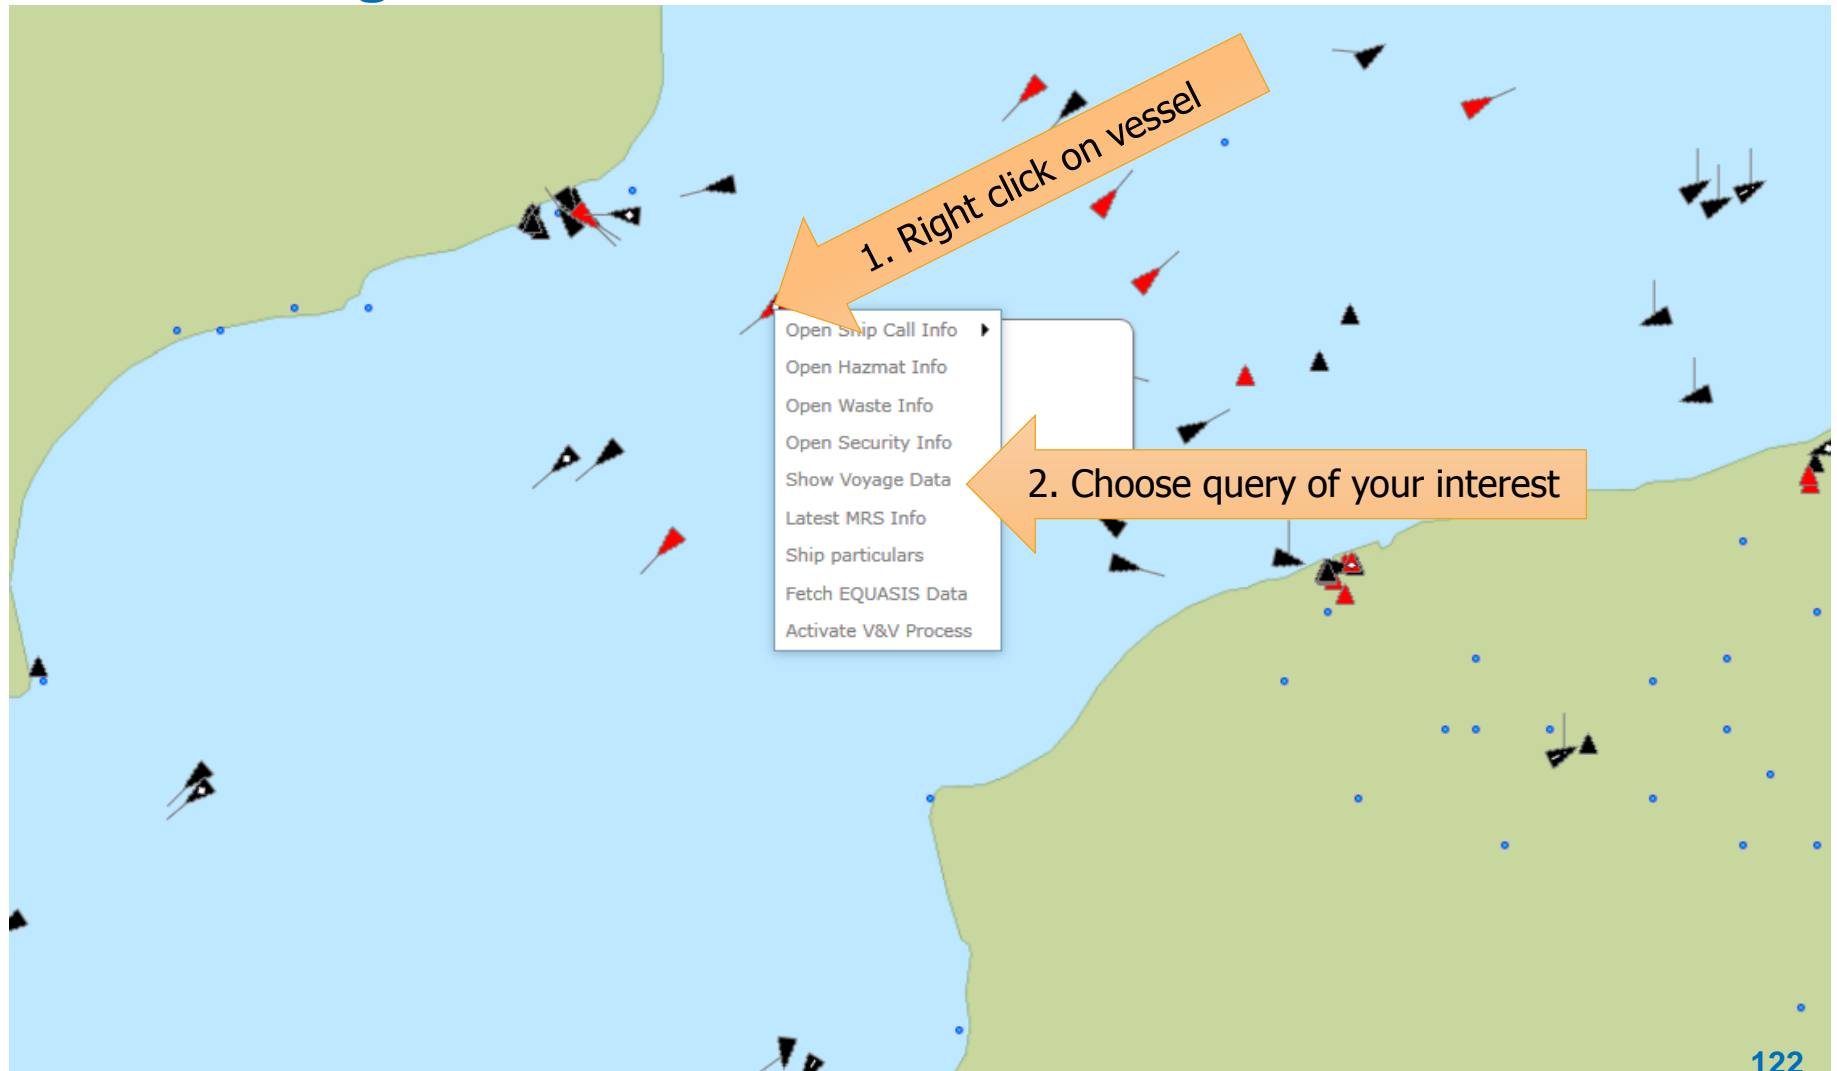 1. Right click on vessel
Open Ship Call Info
Open Hazmat Info
Open Waste Info
Open Security Info
Show Voyage Data
Latest MRS Info
Ship particulars
Fetch EQUASIS Data
Activate V&V Process
2. Choose query of your interest
122